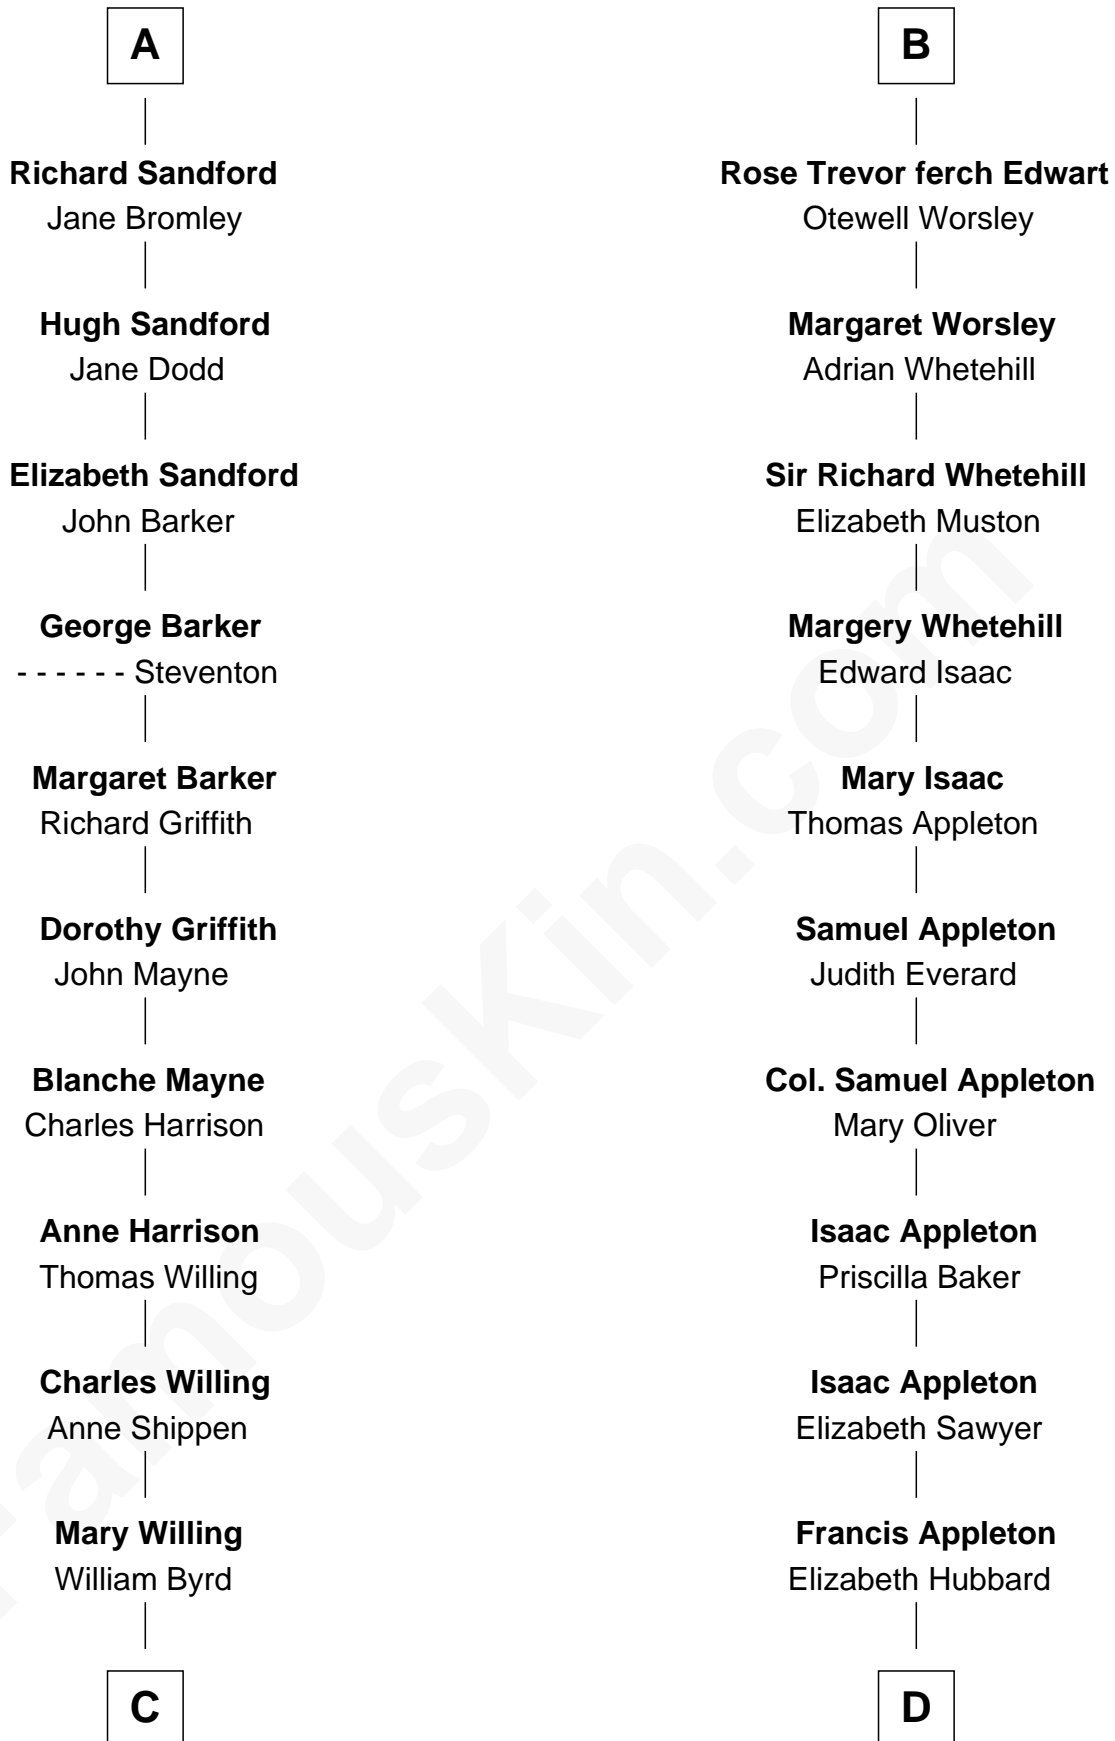 A
Richard Sandford
Jane Bromley
Hugh Sandford
Jane Dodd
Elizabeth Sandford
John Barker
George Barker
- - - - - - Steventon
Margaret Barker
Richard Griffith
Dorothy Griffith
John Mayne
Blanche Mayne
Charles Harrison
Anne Harrison
Thomas Willing
Charles Willing
Anne Shippen
Mary Willing
William Byrd
C
B
Rose Trevor ferch Edwart
Otewell Worsley
Margaret Worsley
Adrian Whetehill
Sir Richard Whetehill
Elizabeth Muston
Margery Whetehill
Edward Isaac
Mary Isaac
Thomas Appleton
Samuel Appleton
Judith Everard
Col. Samuel Appleton
Mary Oliver
Isaac Appleton
Priscilla Baker
Isaac Appleton
Elizabeth Sawyer
Francis Appleton
Elizabeth Hubbard
D
FamousKin.com